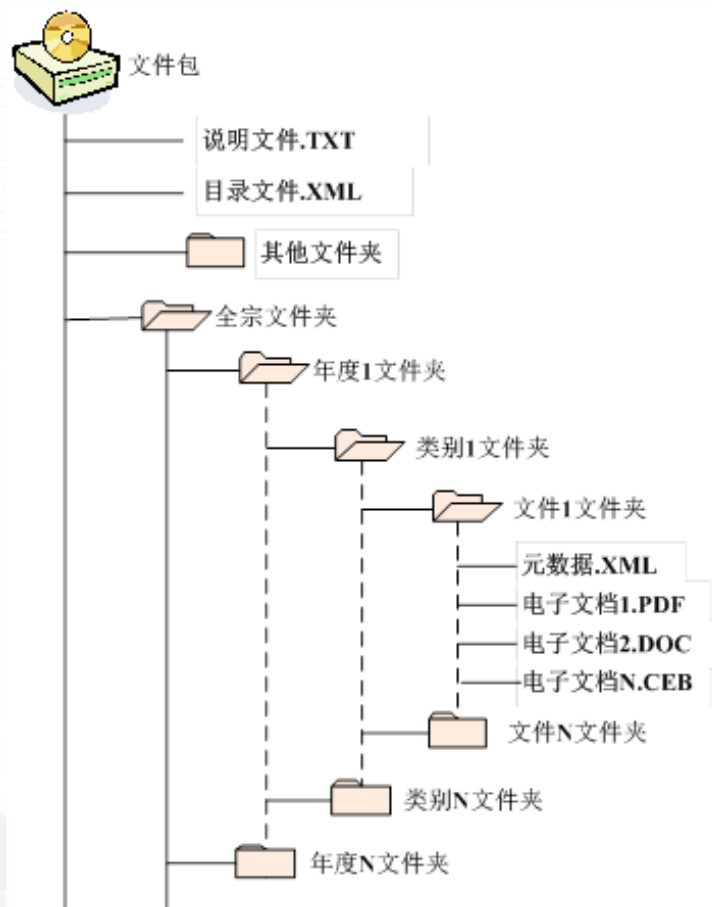 文件包
说明文件.TXT
目录文件.XML
其他文件夹
全宗文件夹
年度1文件夹
类别1文件夹
文件1文件夹
元数据.XML
电子文档1.PDF
电子文档2.DOC
电子文档N.CEB
文件N文件夹
类别N文件夹
年度N文件夹